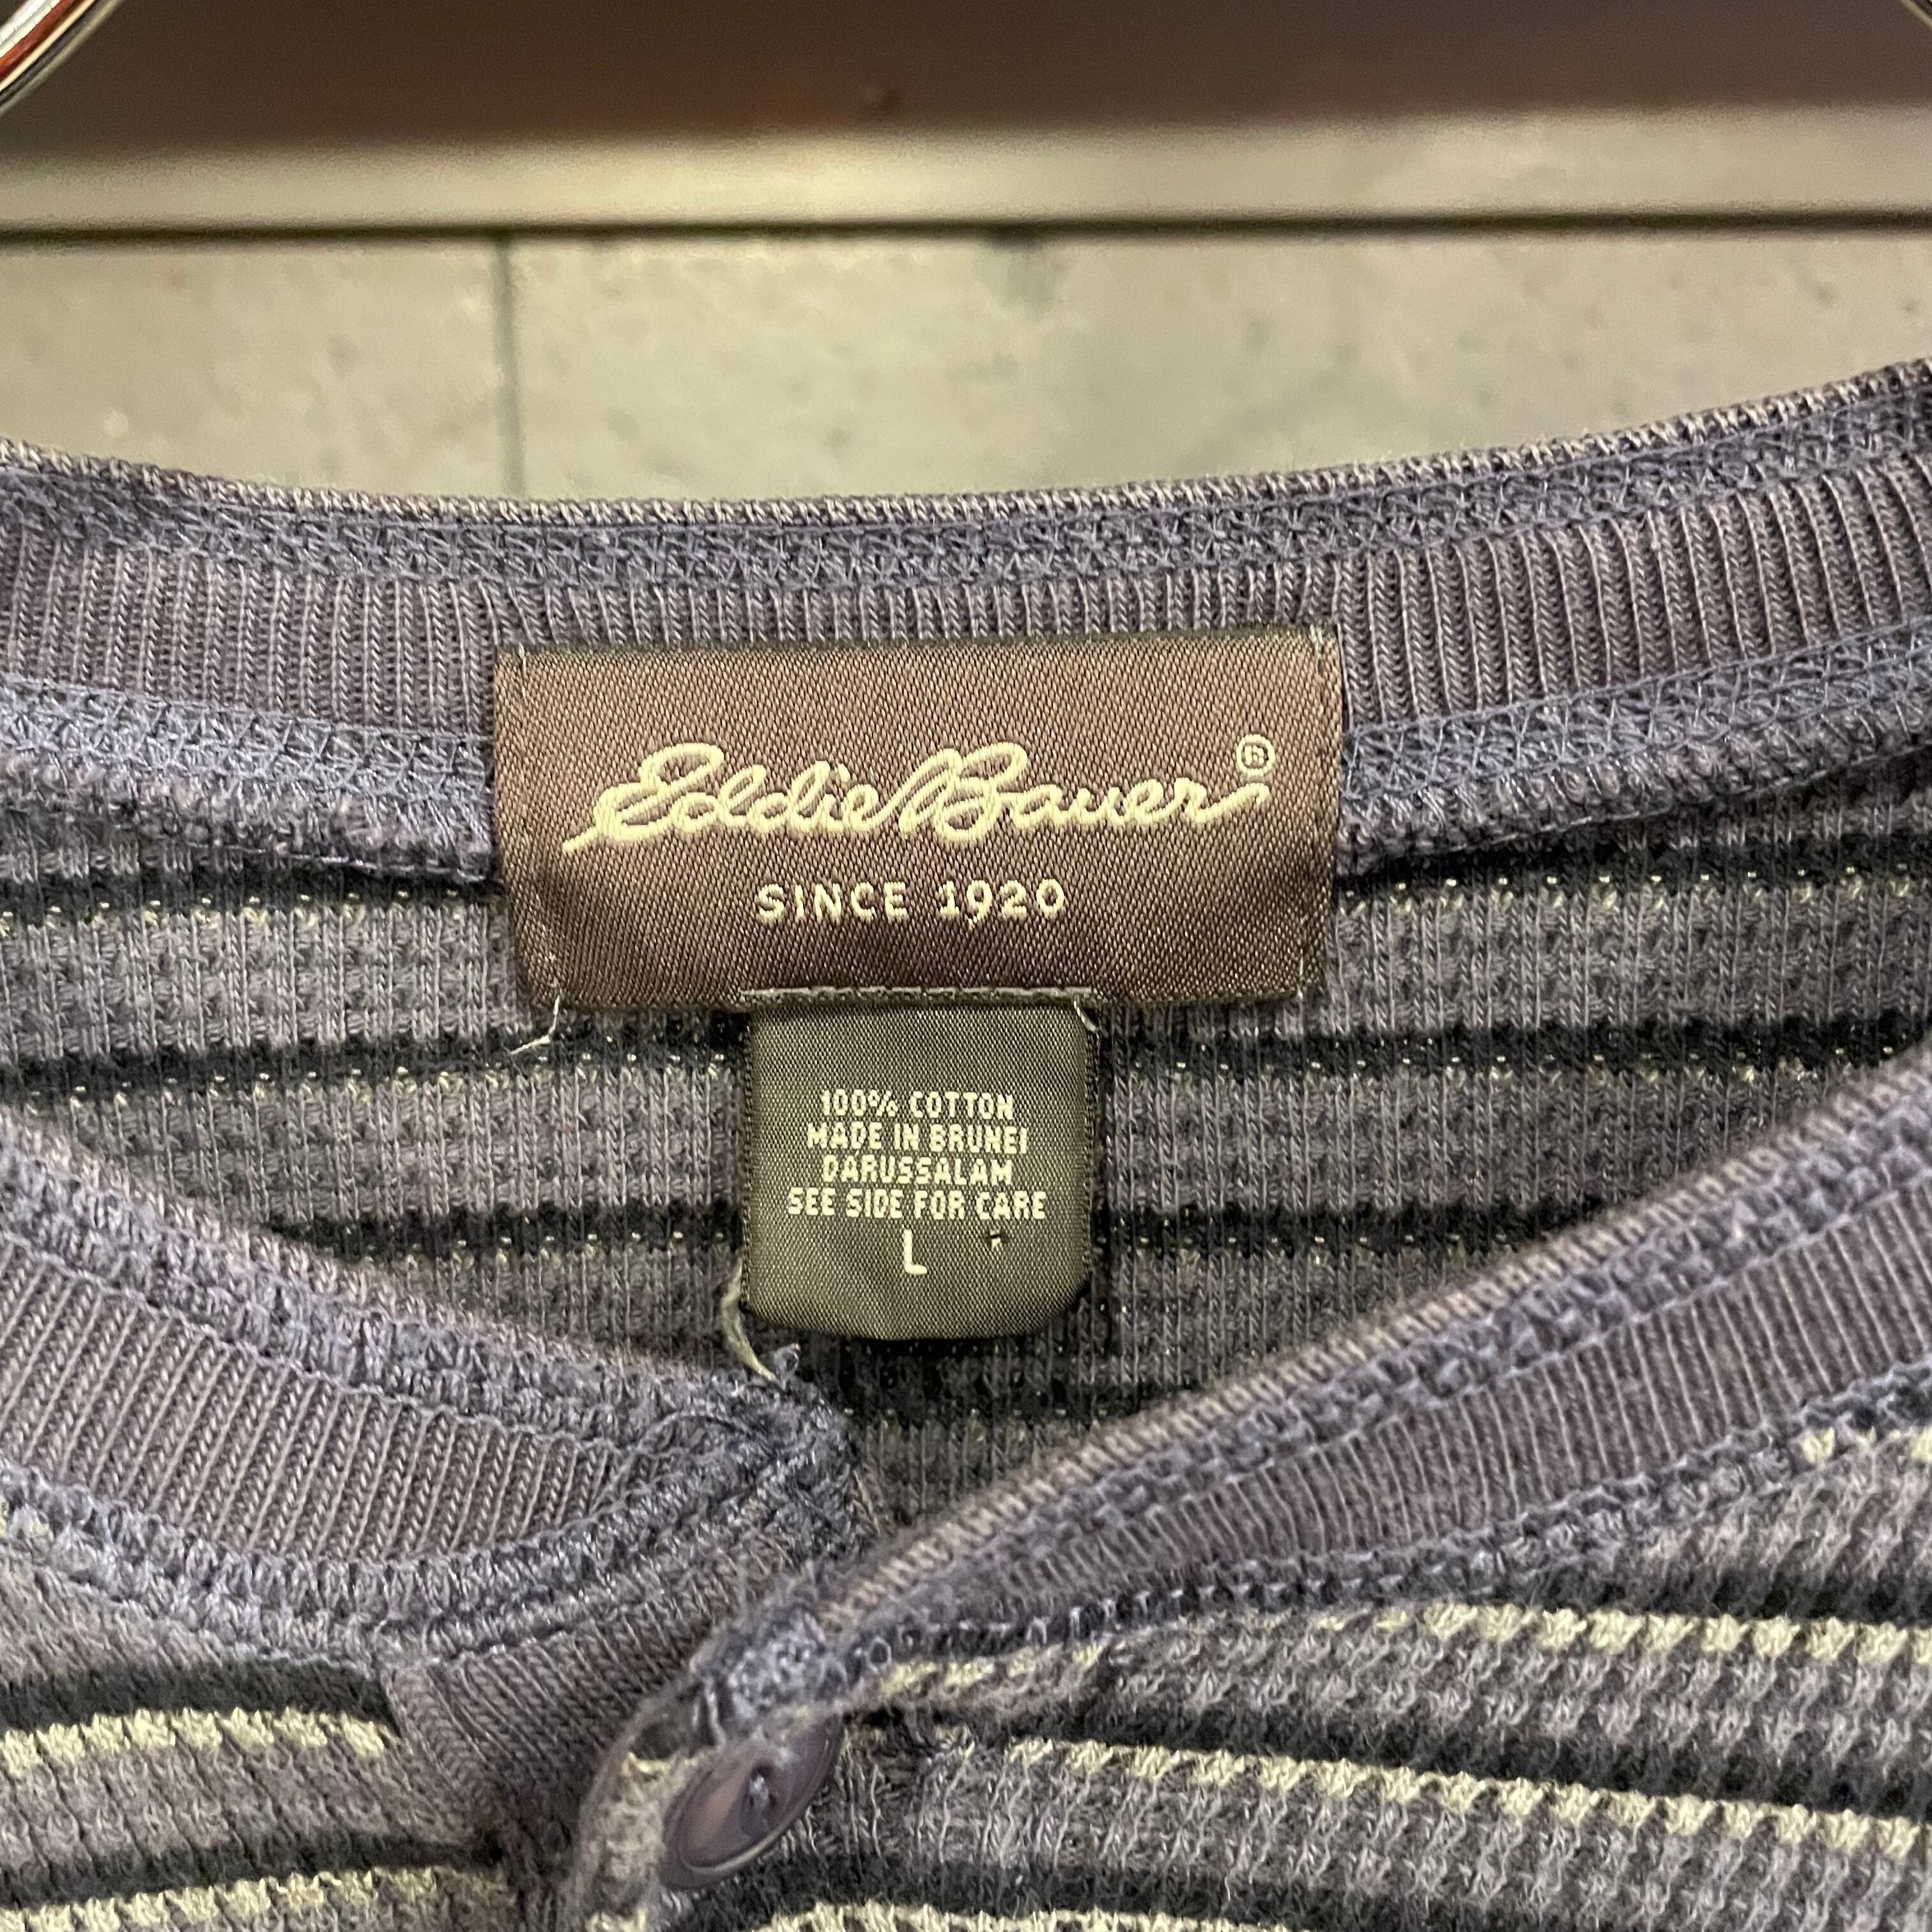 Eddie Bauer®
SINCE 1920
100% COTTON
MADE IN BRUNEI
DARUSSALAM
SEE SIDE FOR CARE
L